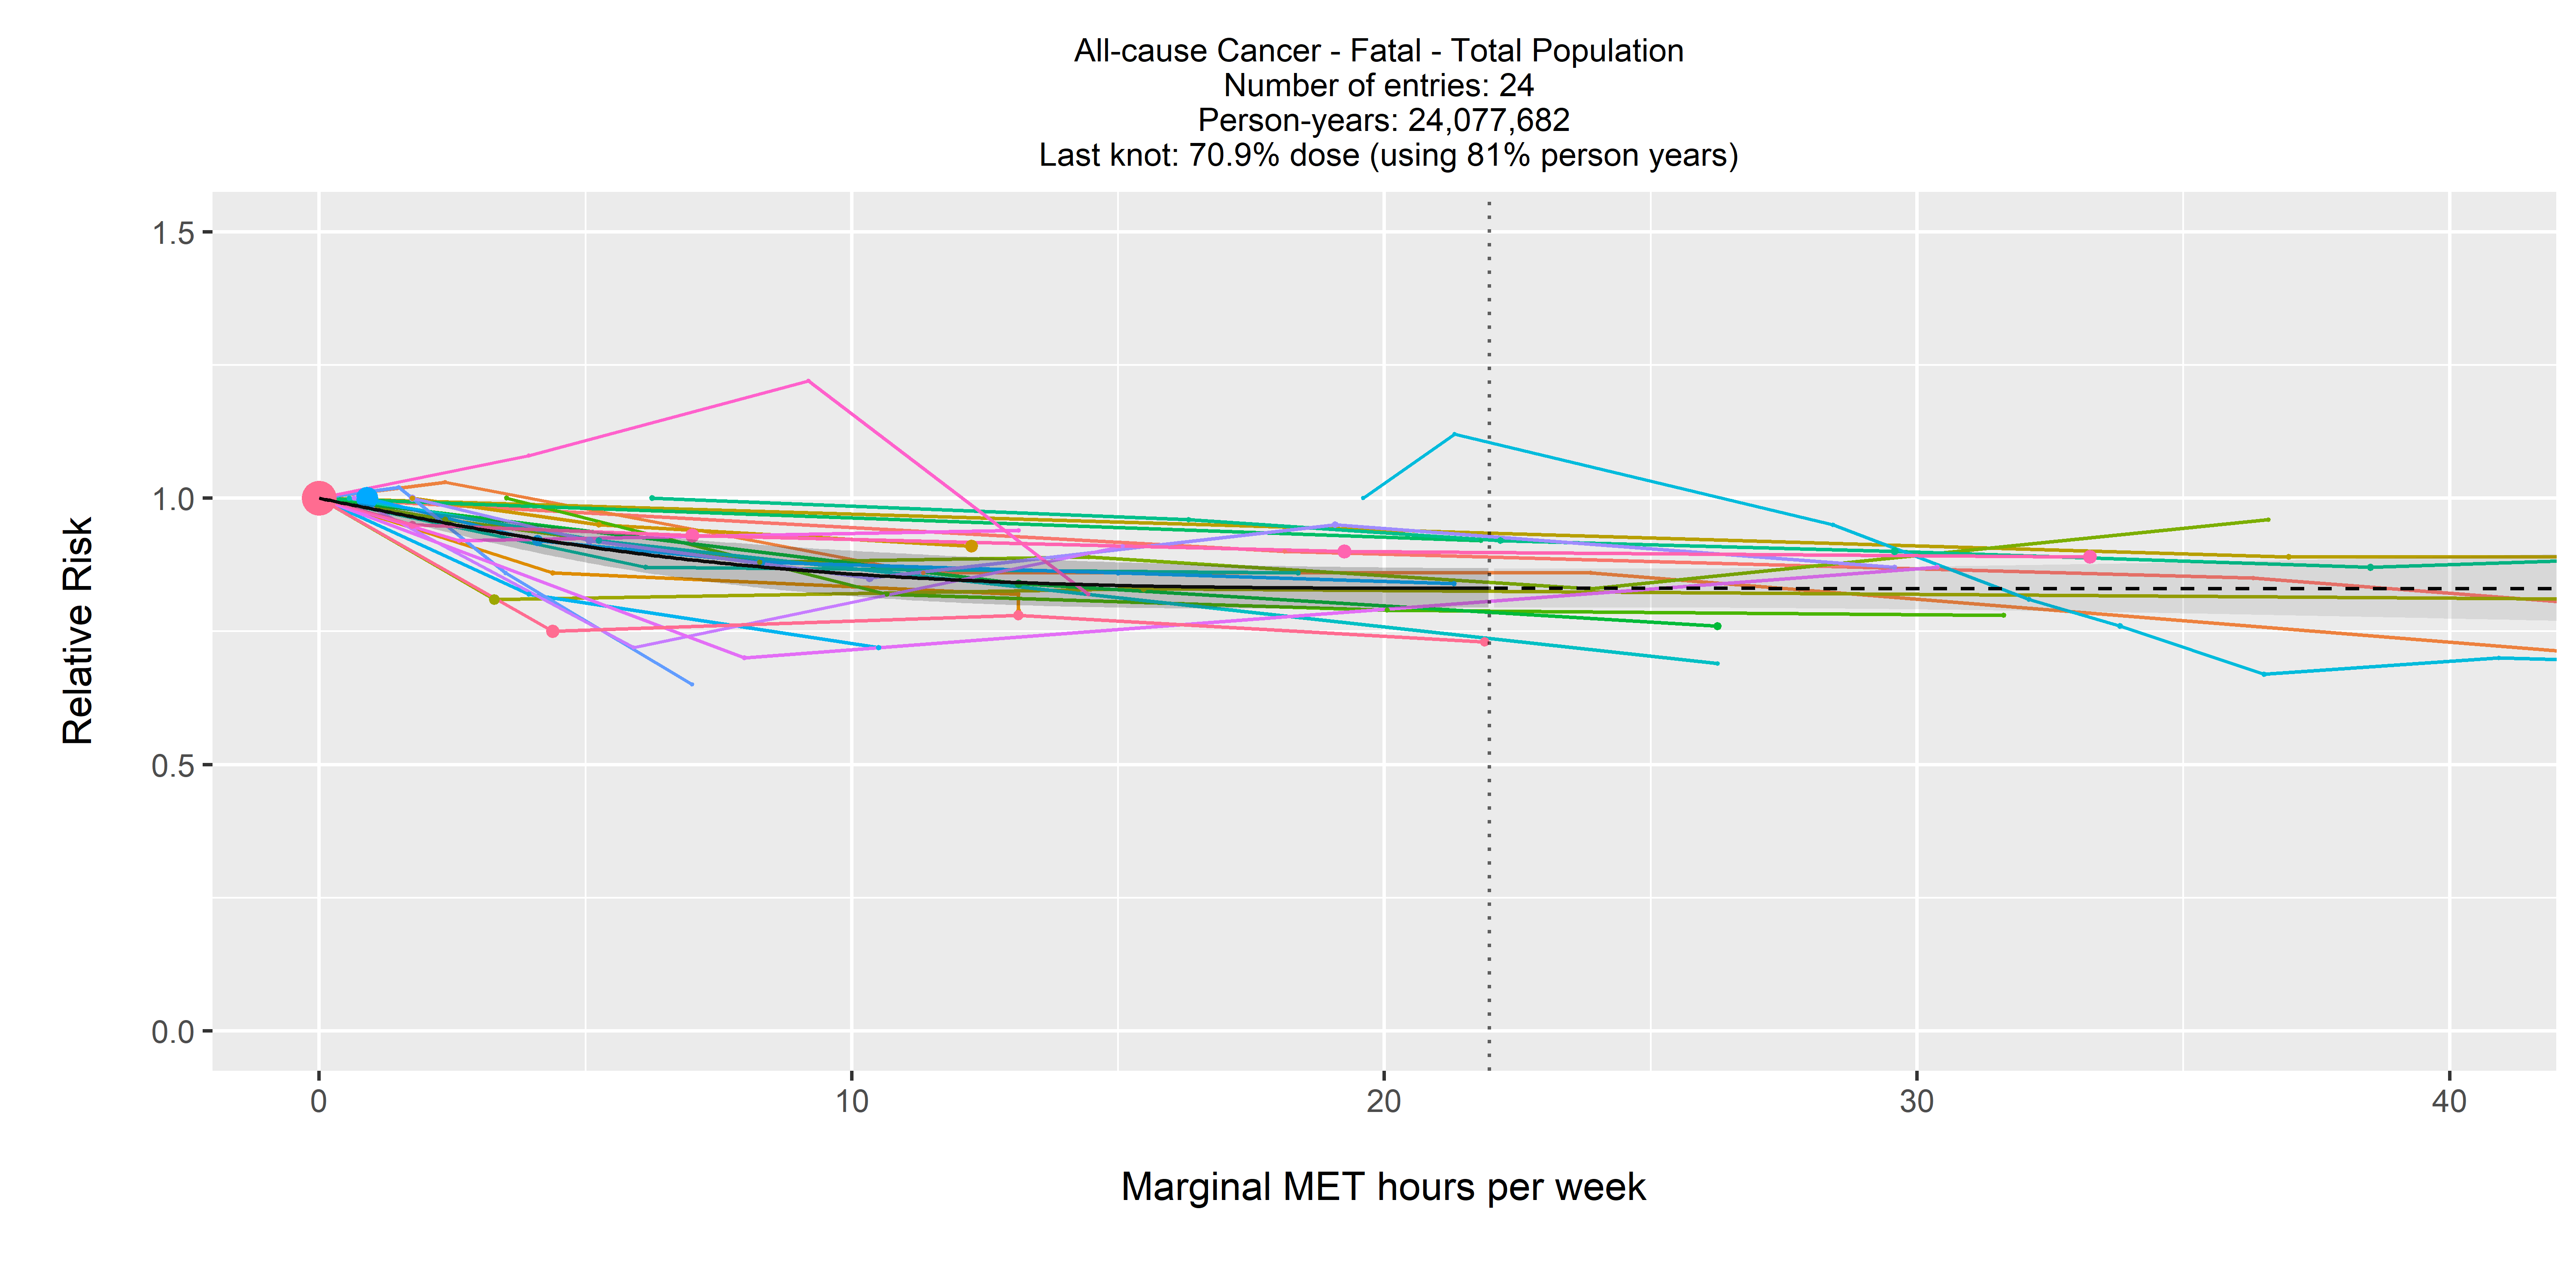 All-cause Cancer - Fatal - Total Population
Number of entries: 24
Person-years: 24,077,682
Last knot: 70.9% dose (using 81% person years)
1.5
1.0
0.5
0.0
Relative Risk
0 10 20 30 40
Marginal MET hours per week